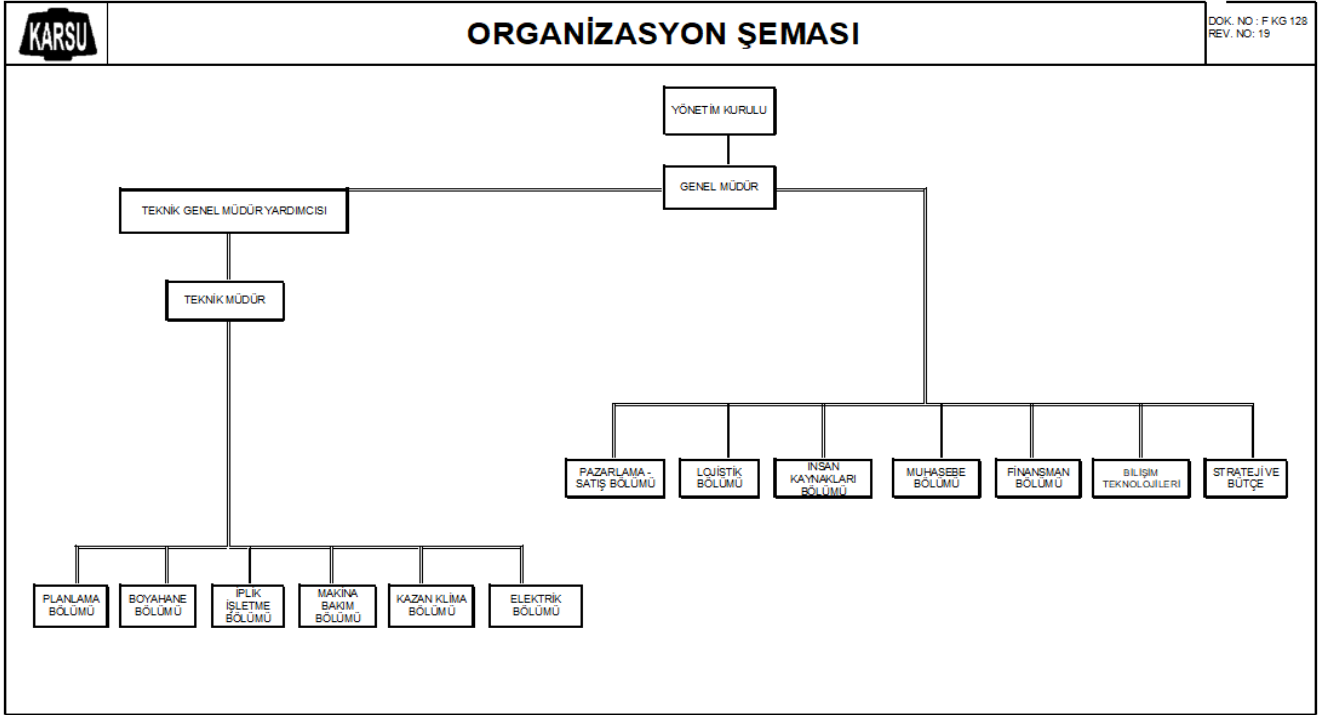 KARSU
ORGANİZASYON ŞEMASI
DOK. NO : F KG 128
REV. NO: 19
YÖNETİM KURULU
GENEL MÜDÜR
TEKNİK GENEL MÜDÜR YARDIMCISI
TEKNİK MÜDÜR
PAZARLAMA -
SATIŞ BÖLÜMÜ
LOJİSTİK
BÖLÜMÜ
İNSAN
KAYNAKLARI
BÖLÜMÜ
MUHASEBE
BÖLÜMÜ
FİNANSMAN
BÖLÜMÜ
BİLİŞİM
TEKNOLOJİLERİ
STRATEJİ VE
BÜTÇE
PLANLAMA
BÖLÜMÜ
BOYAHANE
BÖLÜMÜ
İPLİK
İŞLETME
BÖLÜMÜ
MAKİNA
BAKIM
BÖLÜMÜ
KAZAN KLİMA
BÖLÜMÜ
ELEKTRİK
BÖLÜMÜ